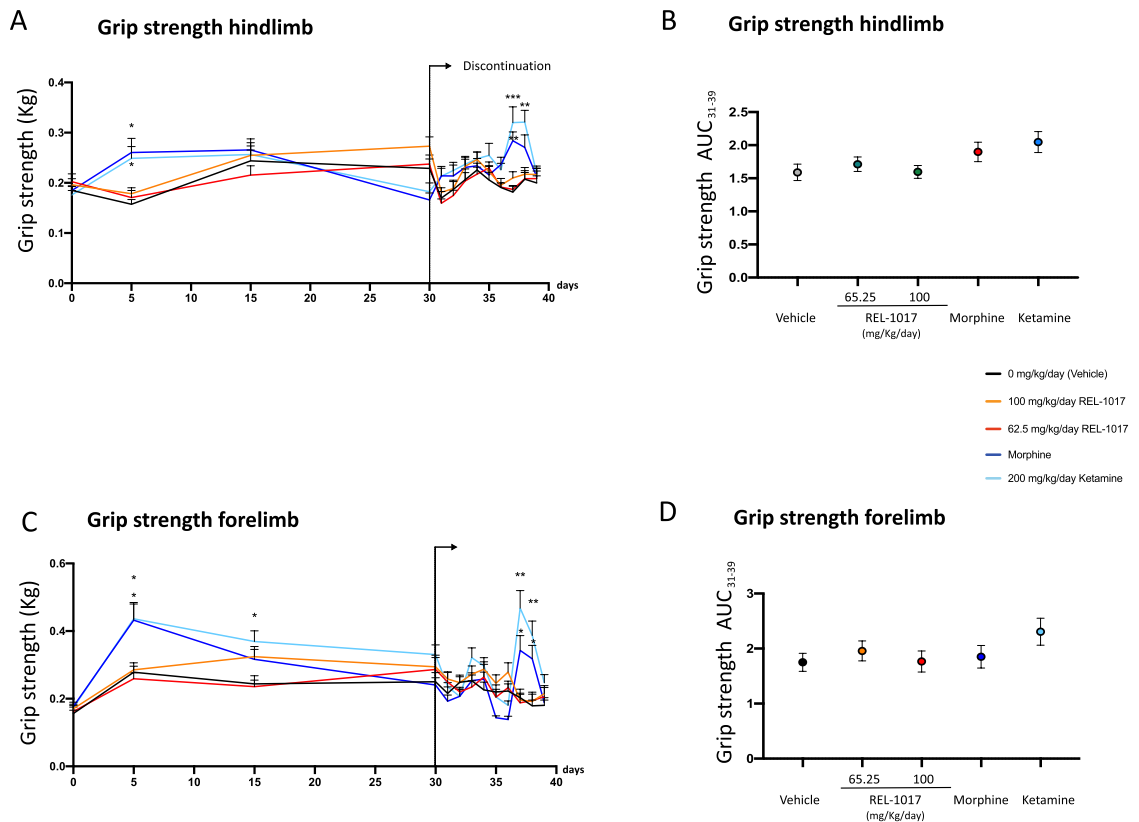 A
Grip strength hindlimb
Discontinuation
Grip strength (Kg)
0.4
0.3
0.2
0.1
0.0
* * *** ** **
0 5 10 15 20 25 30 35 40 days
B
Grip strength hindlimb
Grip strength AUC31-39
2.5
2.0
1.5
1.0
0.5
0.0
65.25 100
Vehicle REL-1017 Morphine Ketamine
(mg/Kg/day)
0 mg/kg/day (Vehicle)
100 mg/kg/day REL-1017
62.5 mg/kg/day REL-1017
Morphine
200 mg/kg/day Ketamine
C
Grip strength forelimb
Grip strength (Kg)
0.6
0.4
0.2
0.0
* * * ** ** * *
0 5 10 15 20 25 30 35 40 days
D
Grip strength forelimb
Grip strength AUC31-39
3
2
1
0
65.25 100
Vehicle REL-1017 Morphine Ketamine
(mg/Kg/day)